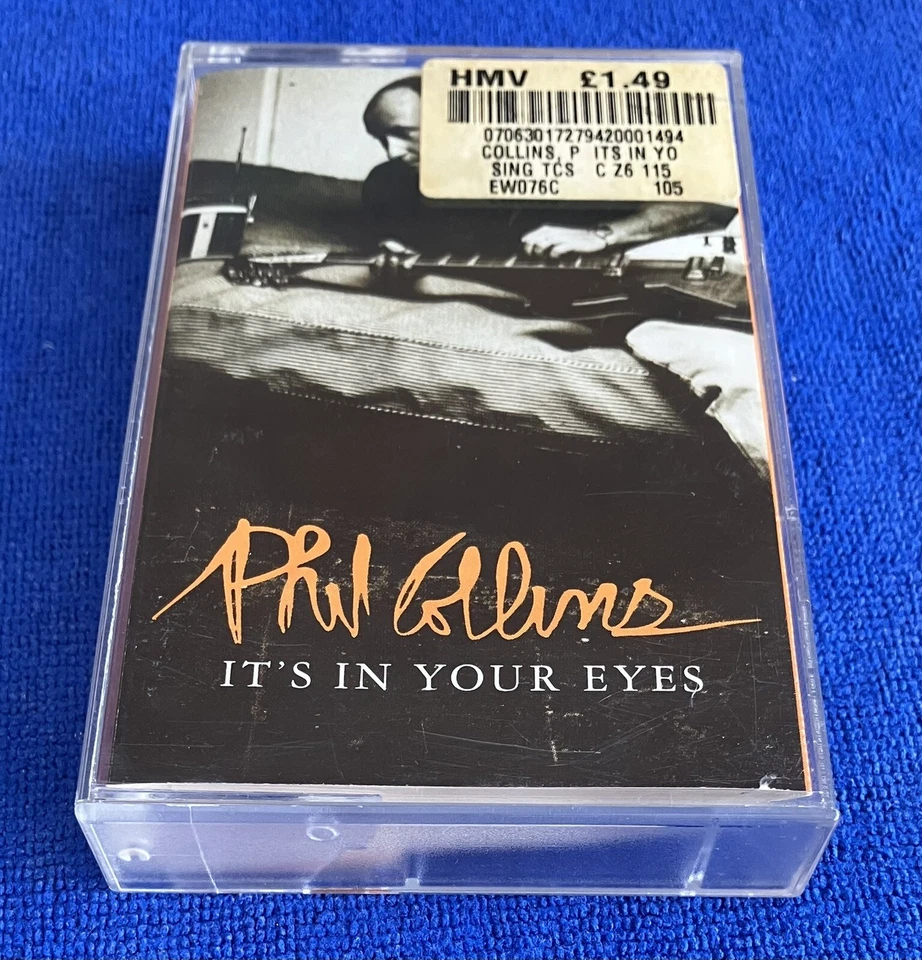 HMV £1.49
07063017279420001494
COLLINS, P ITS IN YO
SING TCS C Z6 115
EW076C 105
Phil Collins
IT'S IN YOUR EYES